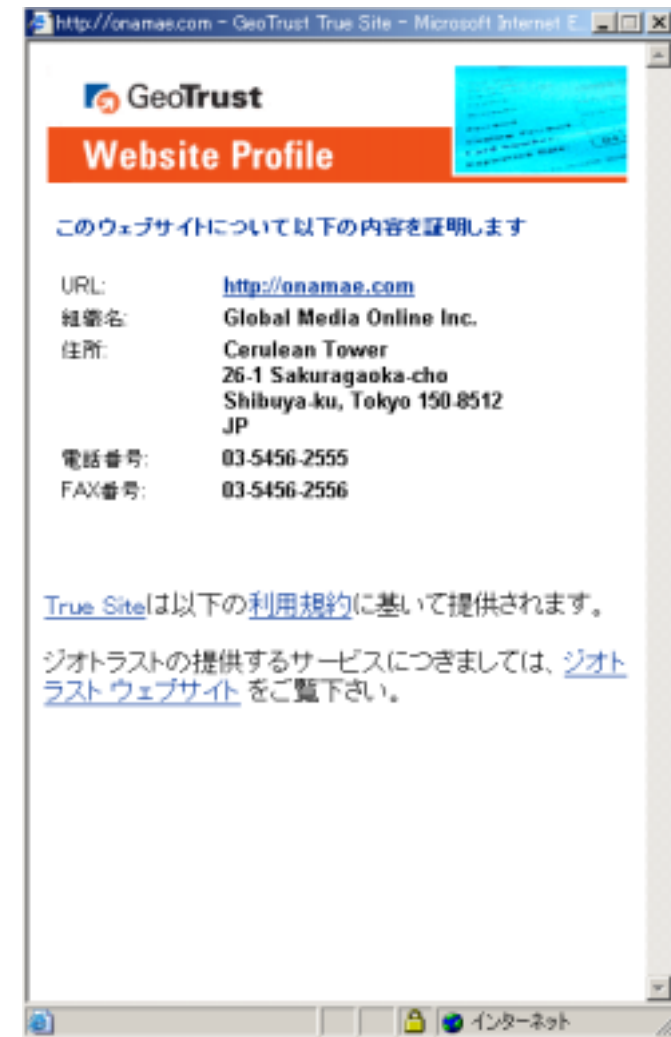 http://onamae.com - GeoTrust True Site - Microsoft Internet E
GeoTrust
Website Profile
このウェブサイトについて以下の内容を証明します
URL: http://onamae.com
組織名: Global Media Online Inc.
住所: Cerulean Tower
26-1 Sakuragaoka-cho
Shibuya-ku, Tokyo 150-8512
JP
電話番号: 03-5456-2555
FAX番号: 03-5456-2556
True Siteは以下の利用規約に基いて提供されます。
ジオトラストの提供するサービスにつきましては、ジオト
ラスト ウェブサイト をご覧下さい。
インターネット